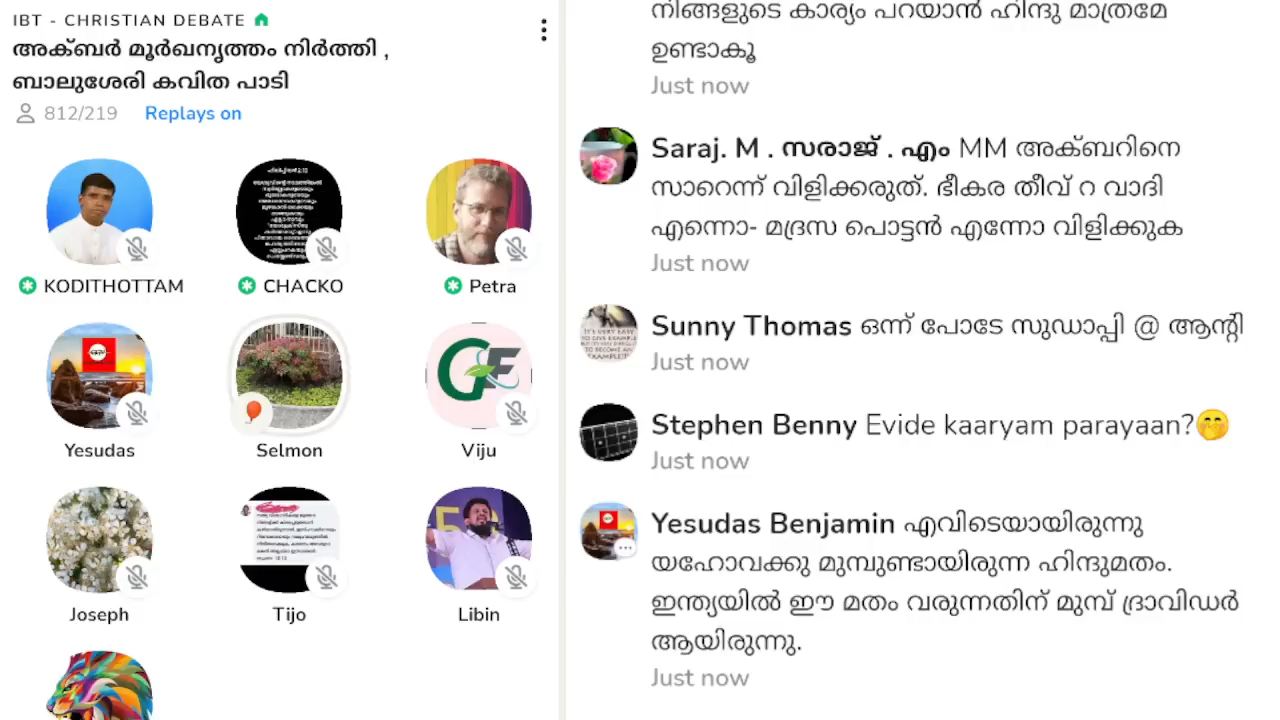 IBT - CHRISTIAN DEBATE
അക്ബർ മൂർഖനൃത്തം നിർത്തി ,
ബാലുശേരി കവിത പാടി
812/219 Replays on
KODITHOTTAM
CHACKO
Petra
Yesudas
Selmon
Viju
GF
Joseph
Tijo
Libin
നിങ്ങളുടെ കാര്യം പറയാൻ ഹിന്ദു മാത്രമേ
ഉണ്ടാകൂ
Just now
Saraj. M . സരാജ് . എം MM അക്ബറിനെ
സാറെന്ന് വിളിക്കരുത്. ഭീകര തീവ് റ വാദി
എന്നൊ- മദ്രസ പൊട്ടൻ എന്നോ വിളിക്കുക
Just now
Sunny Thomas ഒന്ന് പോടേ സുഡാപ്പി @ ആന്റി
Just now
Stephen Benny Evide kaaryam parayaan?🤭
Just now
Yesudas Benjamin എവിടെയായിരുന്നു
യഹോവക്കു മുമ്പുണ്ടായിരുന്ന ഹിന്ദുമതം.
ഇന്ത്യയിൽ ഈ മതം വരുന്നതിന് മുമ്പ് ദ്രാവിഡർ
ആയിരുന്നു.
Just now